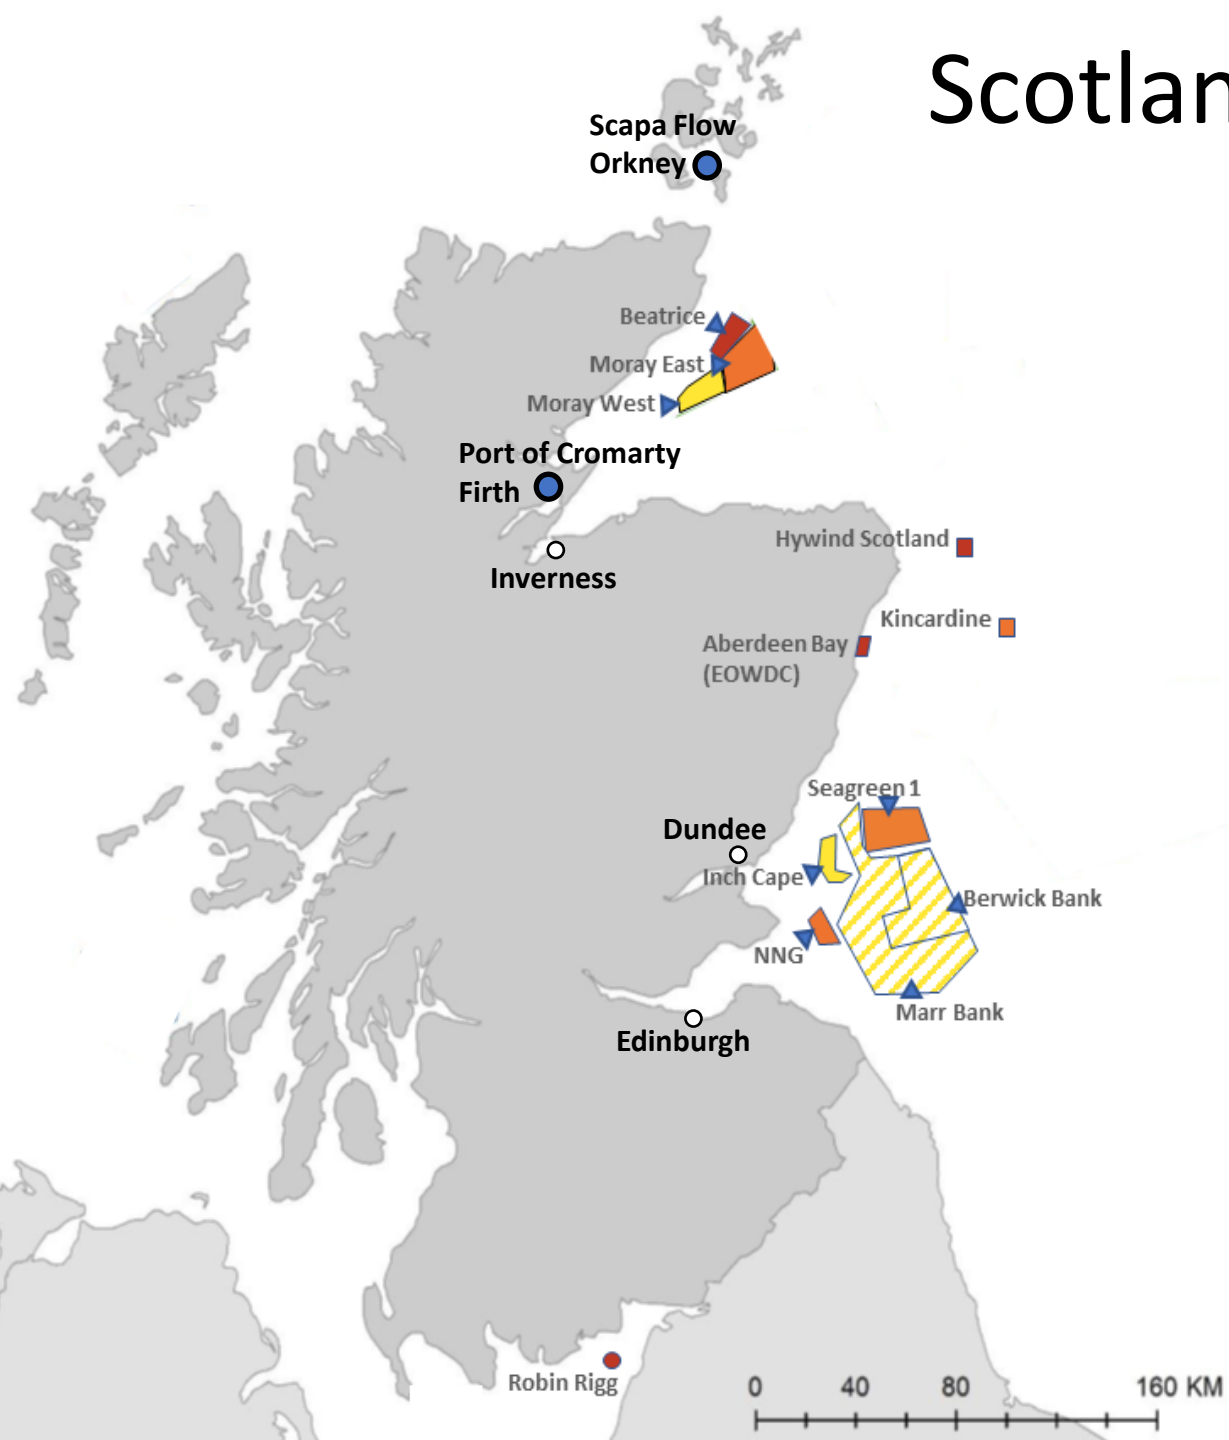 Scotlan
Scapa Flow
Orkney
Beatrice
Moray East
Moray West
Port of Cromarty
Firth
Hywind Scotland
Inverness
Kincardine
Aberdeen Bay
(EOWDC)
Seagreen 1
Dundee
Inch Cape
Berwick Bank
NNG
Marr Bank
Edinburgh
Robin Rigg
0 40 80 160 KM